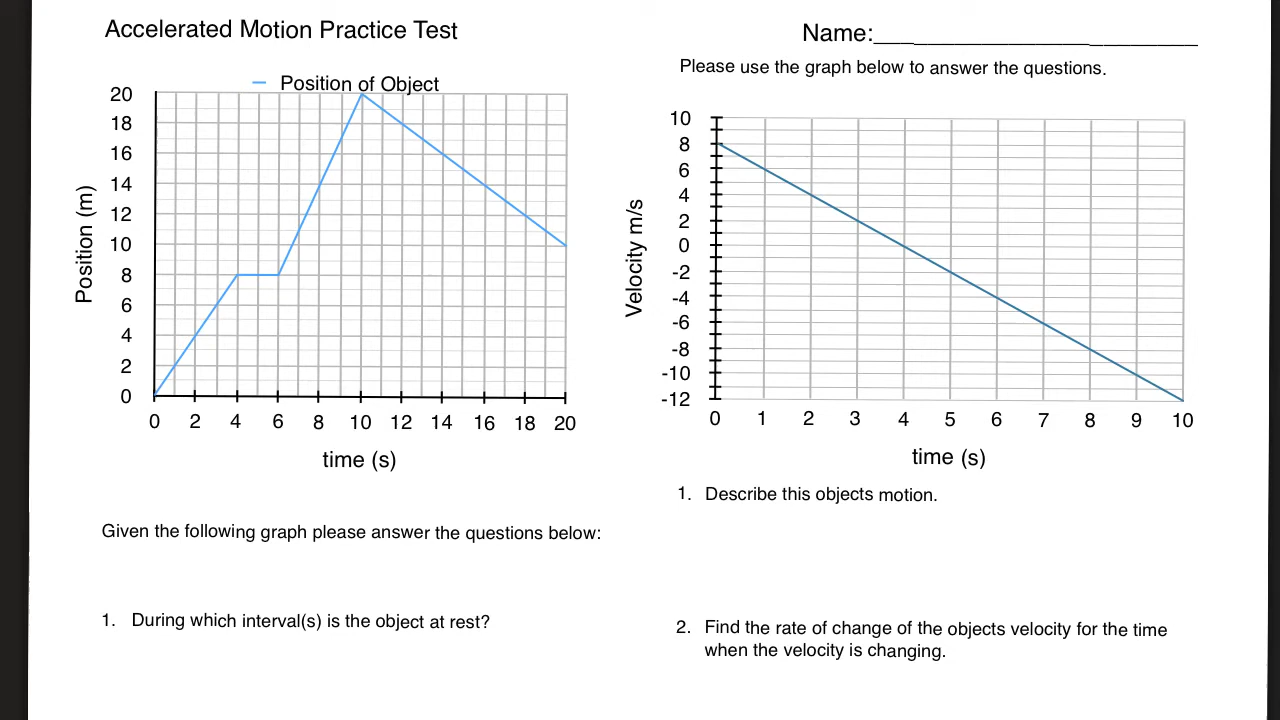 Accelerated Motion Practice Test
Position of Object
20
18
16
14
12
10
8
6
4
2
0
Position (m)
0 2 4 6 8 10 12 14 16 18 20
time (s)
Given the following graph please answer the questions below:
1. During which interval(s) is the object at rest?
Name:
Please use the graph below to answer the questions.
10
8
6
4
2
0
-2
-4
-6
-8
-10
-12
Velocity m/s
0 1 2 3 4 5 6 7 8 9 10
time (s)
1. Describe this objects motion.
2. Find the rate of change of the objects velocity for the time
when the velocity is changing.